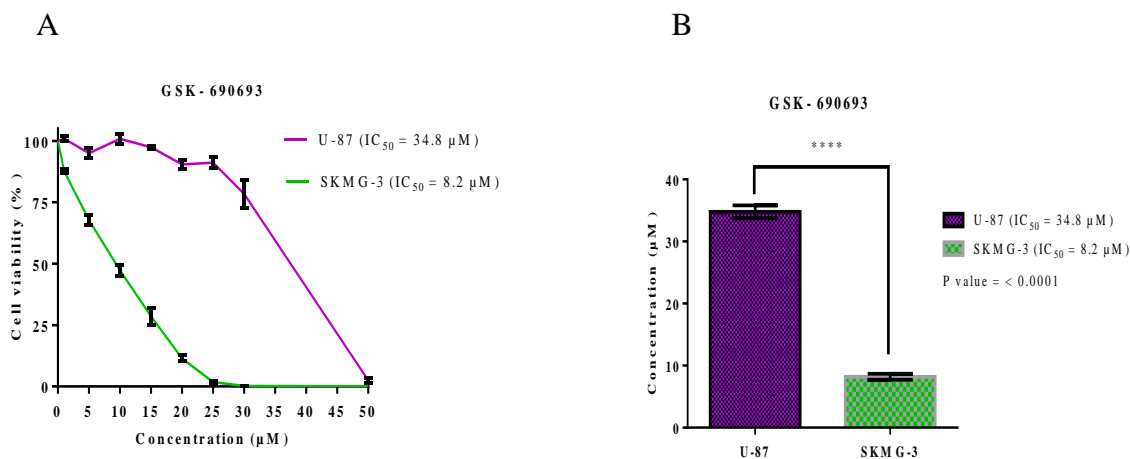 A
GSK- 690693
Cell viability (% )
100
75
50
25
0
0 5 10 15 20 25 30 35 40 45 50
Concentration (µM)
U-87 (IC50 = 34.8 µM)
SKMG-3 (IC50 = 8.2 µM)
B
GSK- 690693
****
Concentration (µM)
40
30
20
10
0
U-87
SKMG-3
U-87 (IC50 = 34.8 µM)
SKMG-3 (IC50 = 8.2 µM)
P value = < 0.0001